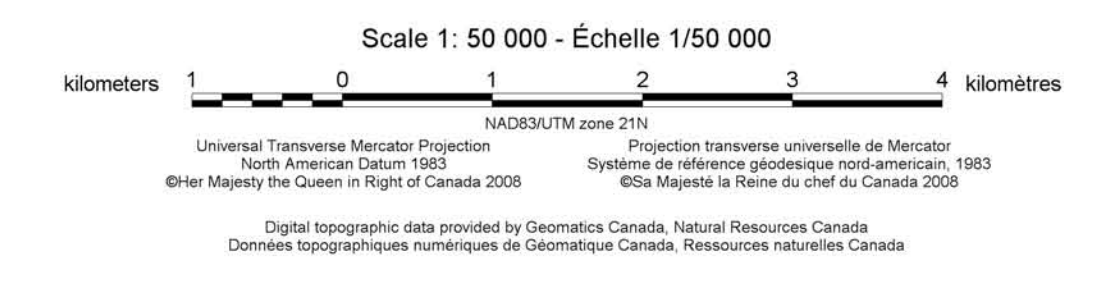 Scale 1: 50 000 - Échelle 1/50 000
kilometers 1 0 1 2 3 4 kilomètres
NAD83/UTM zone 21N
Universal Transverse Mercator Projection
North American Datum 1983
©Her Majesty the Queen in Right of Canada 2008
Projection transverse universelle de Mercator
Système de référence géodesique nord-americain, 1983
©Sa Majesté la Reine du chef du Canada 2008
Digital topographic data provided by Geomatics Canada, Natural Resources Canada
Données topographiques numériques de Géomatique Canada, Ressources naturelles Canada